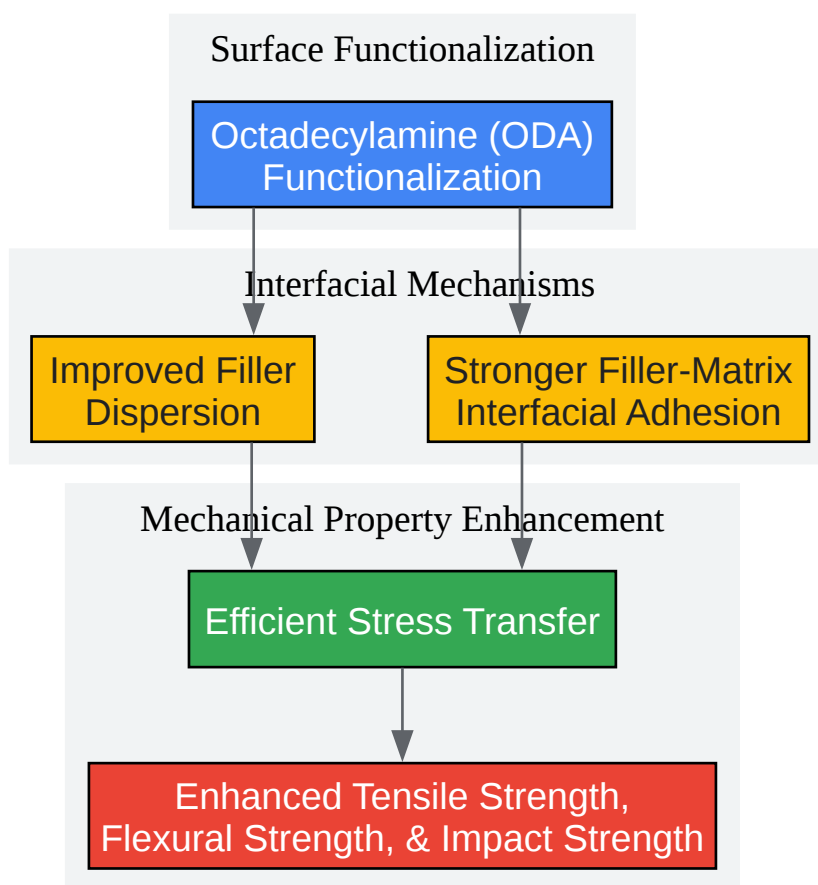 Surface Functionalization
Octadecylamine (ODA)
Functionalization
Interfacial Mechanisms
Improved Filler
Dispersion
Stronger Filler-Matrix
Interfacial Adhesion
Mechanical Property Enhancement
Efficient Stress Transfer
Enhanced Tensile Strength,
Flexural Strength, & Impact Strength